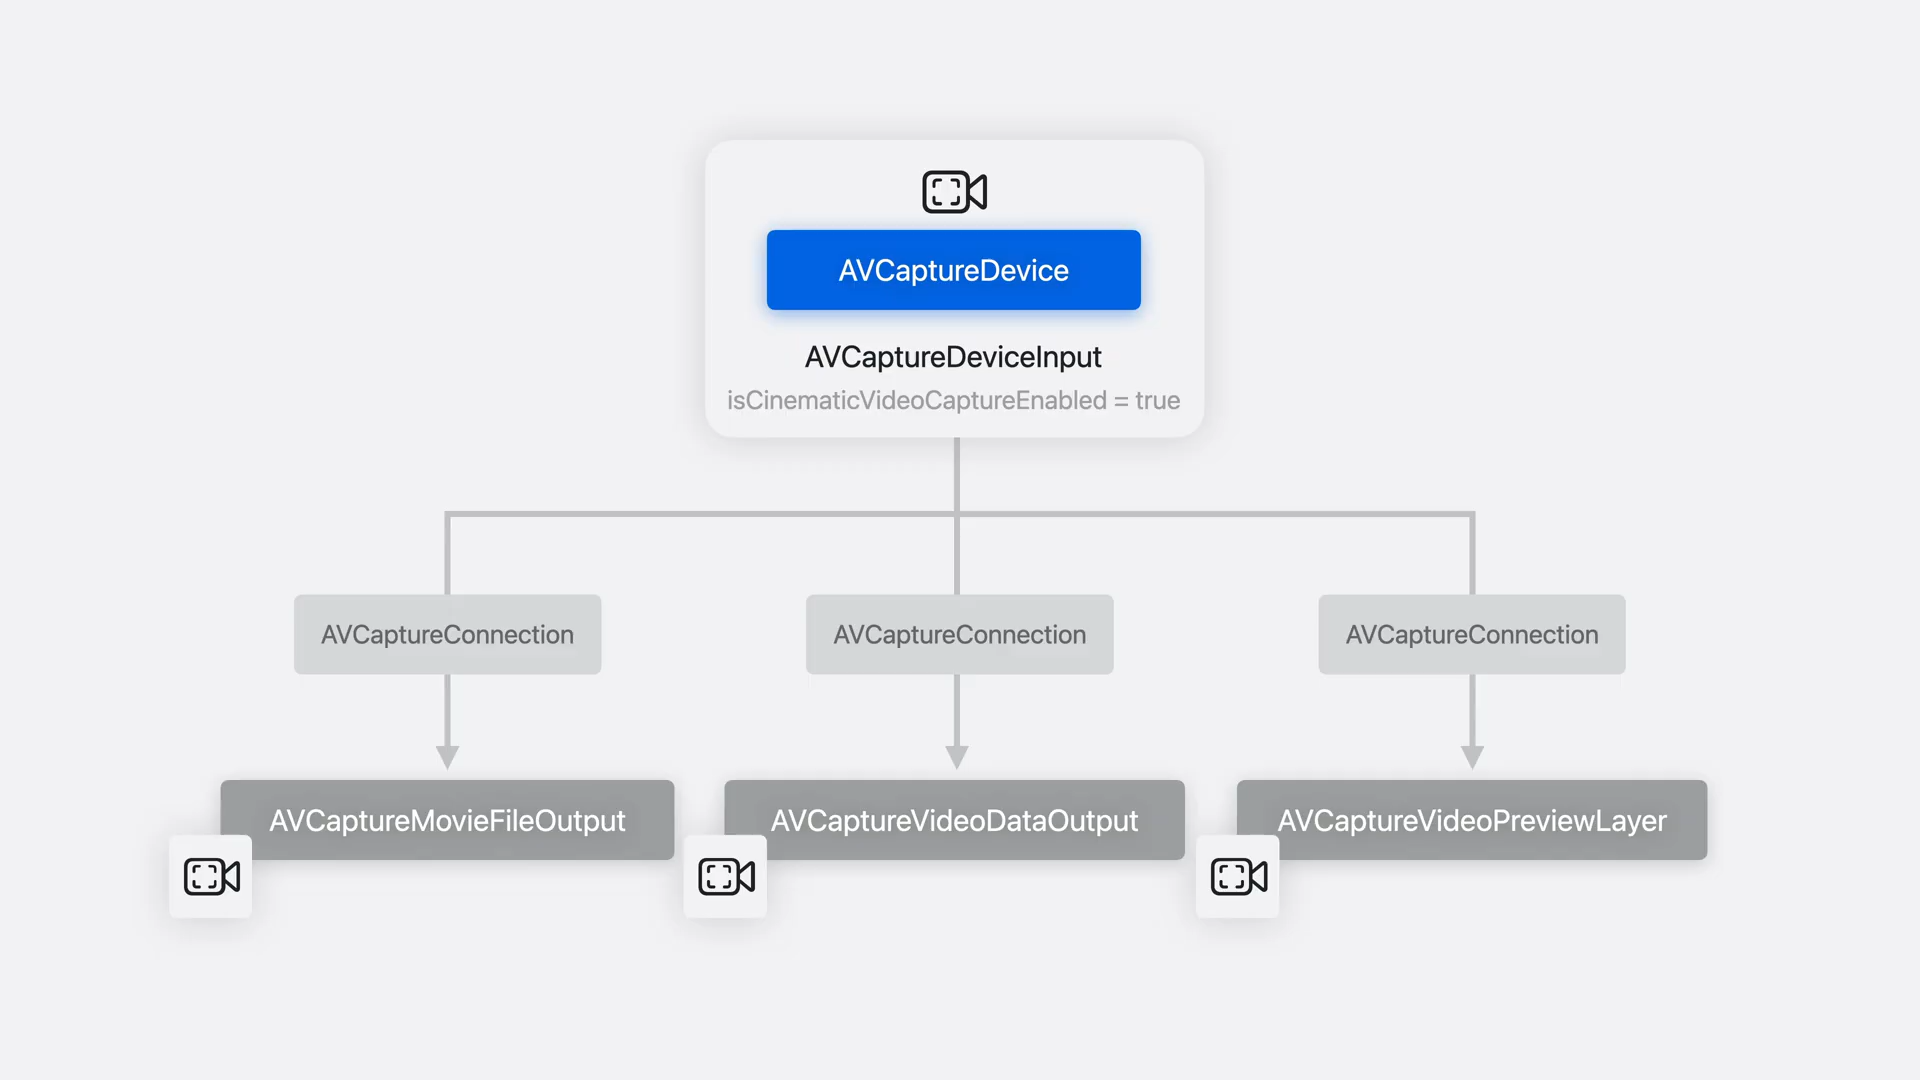 AVCaptureDevice
AVCaptureDeviceInput
isCinematicVideoCaptureEnabled = true
AVCaptureConnection
AVCaptureConnection
AVCaptureConnection
AVCaptureMovieFileOutput
AVCaptureVideoDataOutput
AVCaptureVideoPreviewLayer